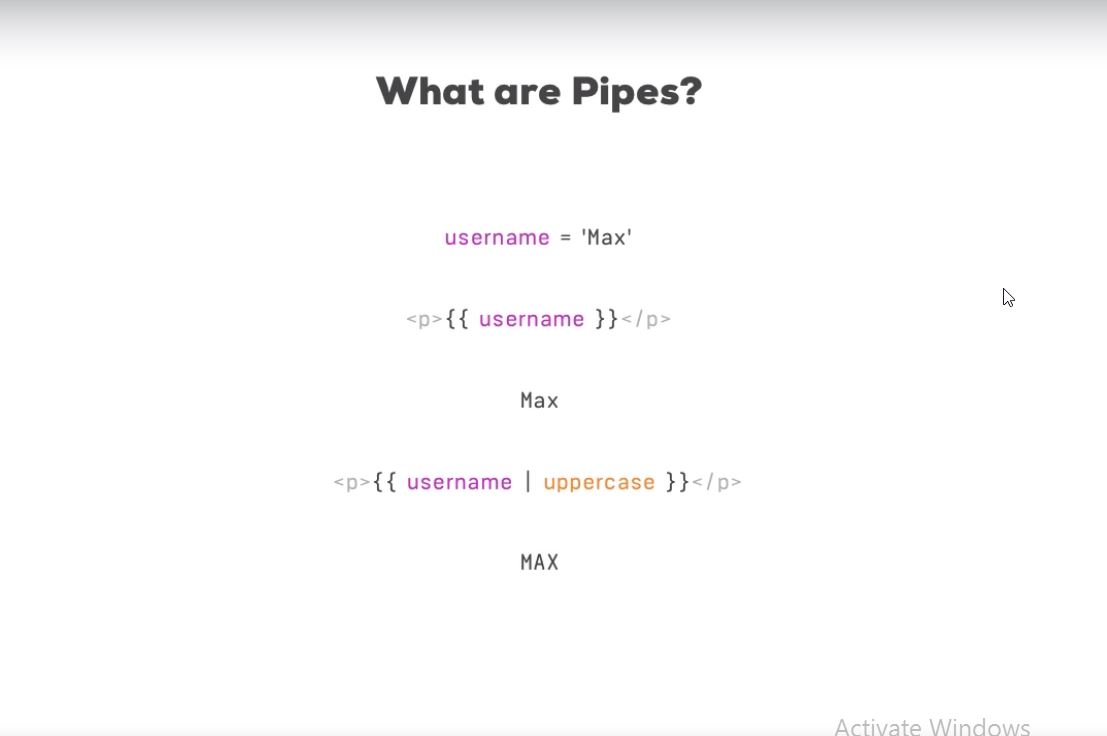 What are Pipes?
username = 'Max'
<p>{{ username }}</p>
Max
<p>{{ username | uppercase }}</p>
MAX
Activate Windows